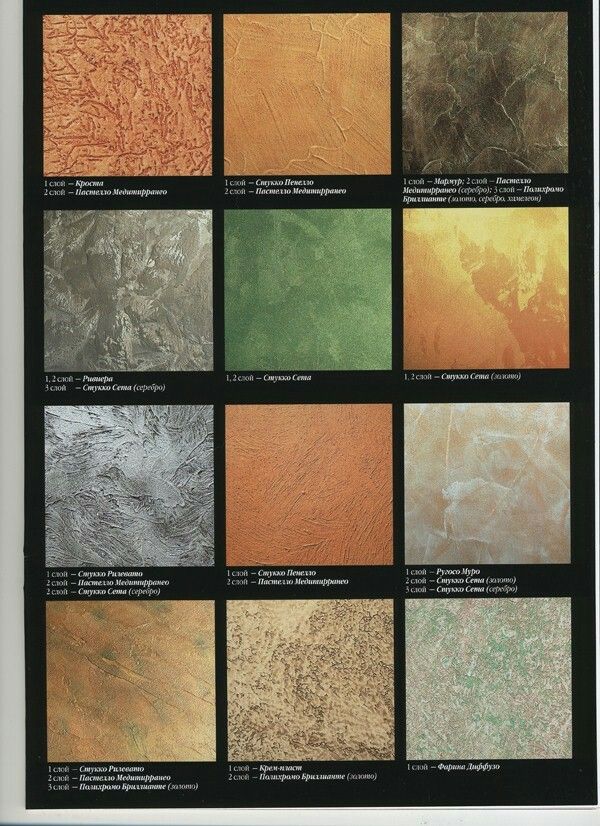 1 слой — Кроста
2 слой — Пастелло Медитирранео
1 слой — Стукко Пенелло
2 слой — Пастелло Медитирранео
1 слой — Мармур; 2 слой — Пастелло
Медитирранео (серебро); 3 слой — Полихромо
Бриллианте (золото, серебро, хамелеон)
1, 2 слой — Ривиера
3 слой — Стукко Сета (серебро)
1, 2 слой — Стукко Сета
1, 2 слой — Стукко Сета (золото)
1 слой — Стукко Рилевато
2 слой — Пастелло Медитирранео
2 слой — Стукко Сета (серебро)
1 слой — Стукко Пенелло
2 слой — Пастелло Медитирранео
1 слой — Ругосо Муро
2 слой — Стукко Сета (золото)
3 слой — Стукко Сета (серебро)
1 слой — Стукко Рилевато
2 слой — Пастелло Медитирранео
3 слой — Полихромо Бриллианте (золото)
1 слой — Крем-пласт
2 слой — Полихромо Бриллианте (золото)
1 слой — Фарина Диффузо